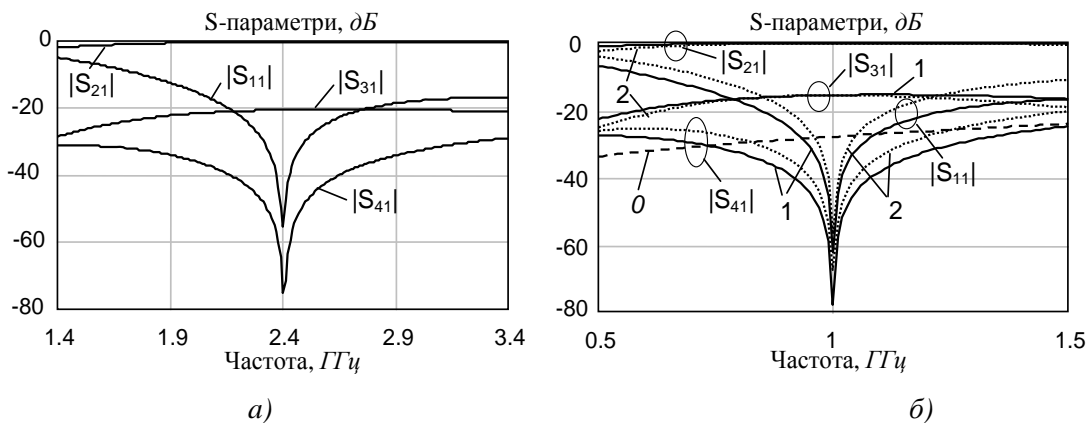 S-параметри, дБ
0
-20
-40
-60
-80
|S21|
|S11|
|S31|
|S41|
1.4
1.9
2.4
2.9
3.4
Частота, ГГц
а)
S-параметри, дБ
0
-20
-40
-60
-80
2
|S21|
|S31|
1
2
0
|S41|
1
2
|S11|
0.5
1
1.5
Частота, ГГц
б)